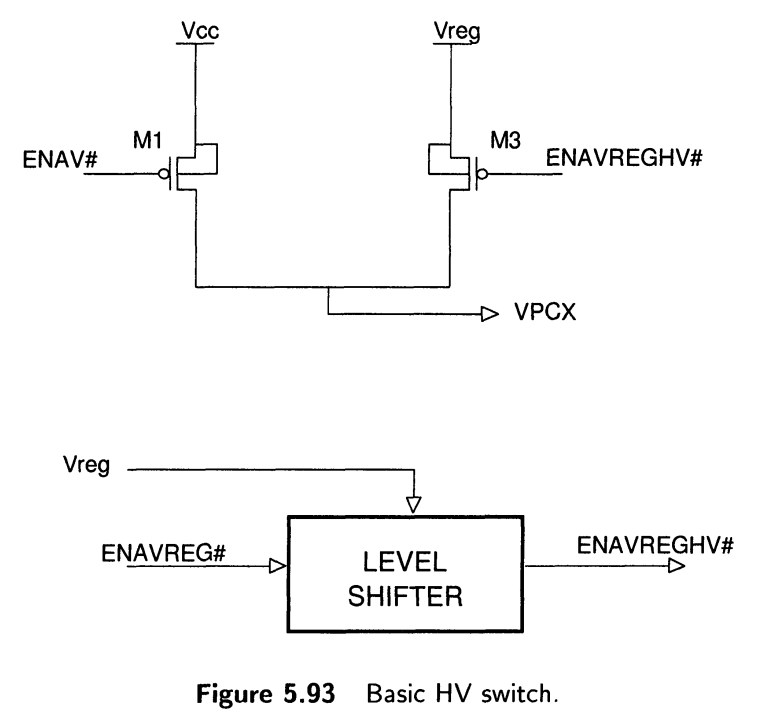 Vcc
Vreg
M1
M3
ENAV#
ENAVREGHV#
VPCX
Vreg
ENAVREG#
ENAVREGHV#
LEVEL
SHIFTER
Figure 5.93 Basic HV switch.